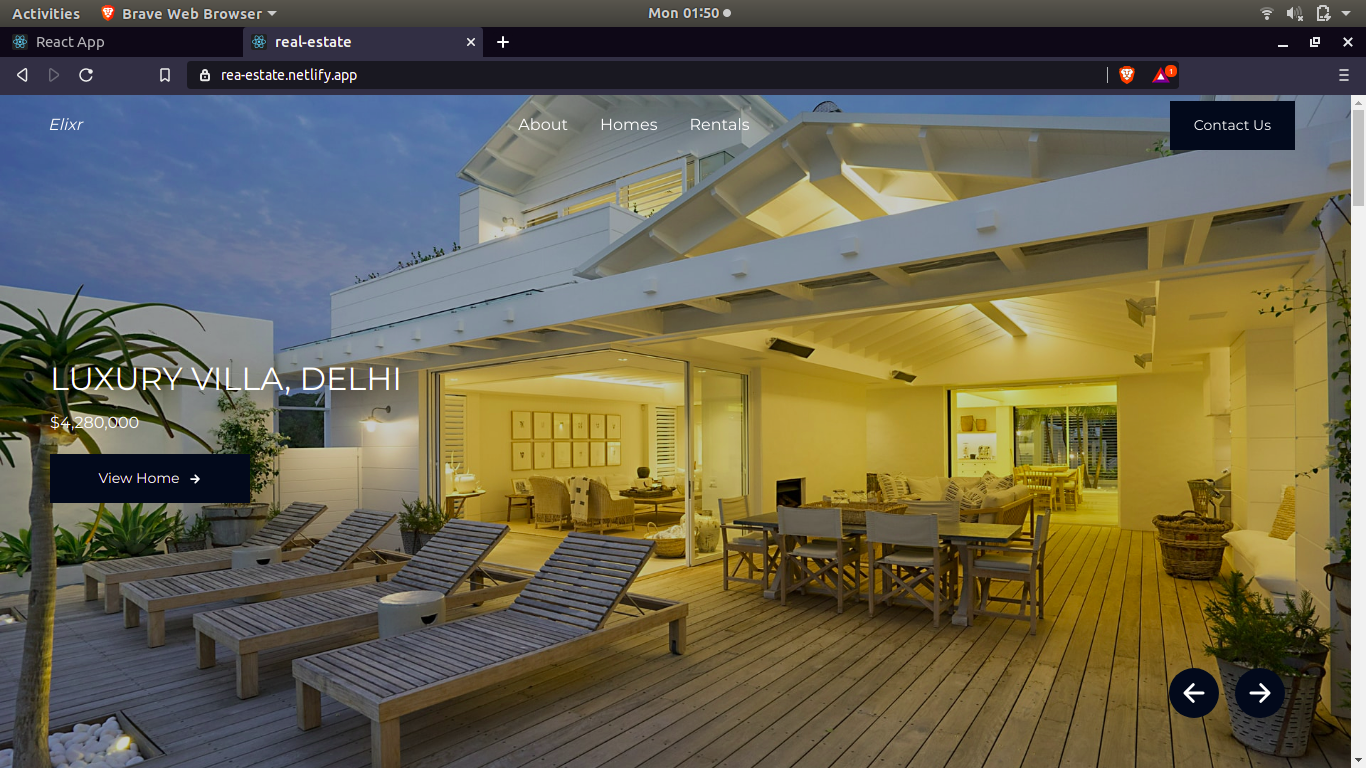 Activities Brave Web Browser Mon 01:50
React App real-estate
rea-estate.netlify.app 1
Elixr About Homes Rentals Contact Us
LUXURY VILLA, DELHI
$4,280,000
View Home